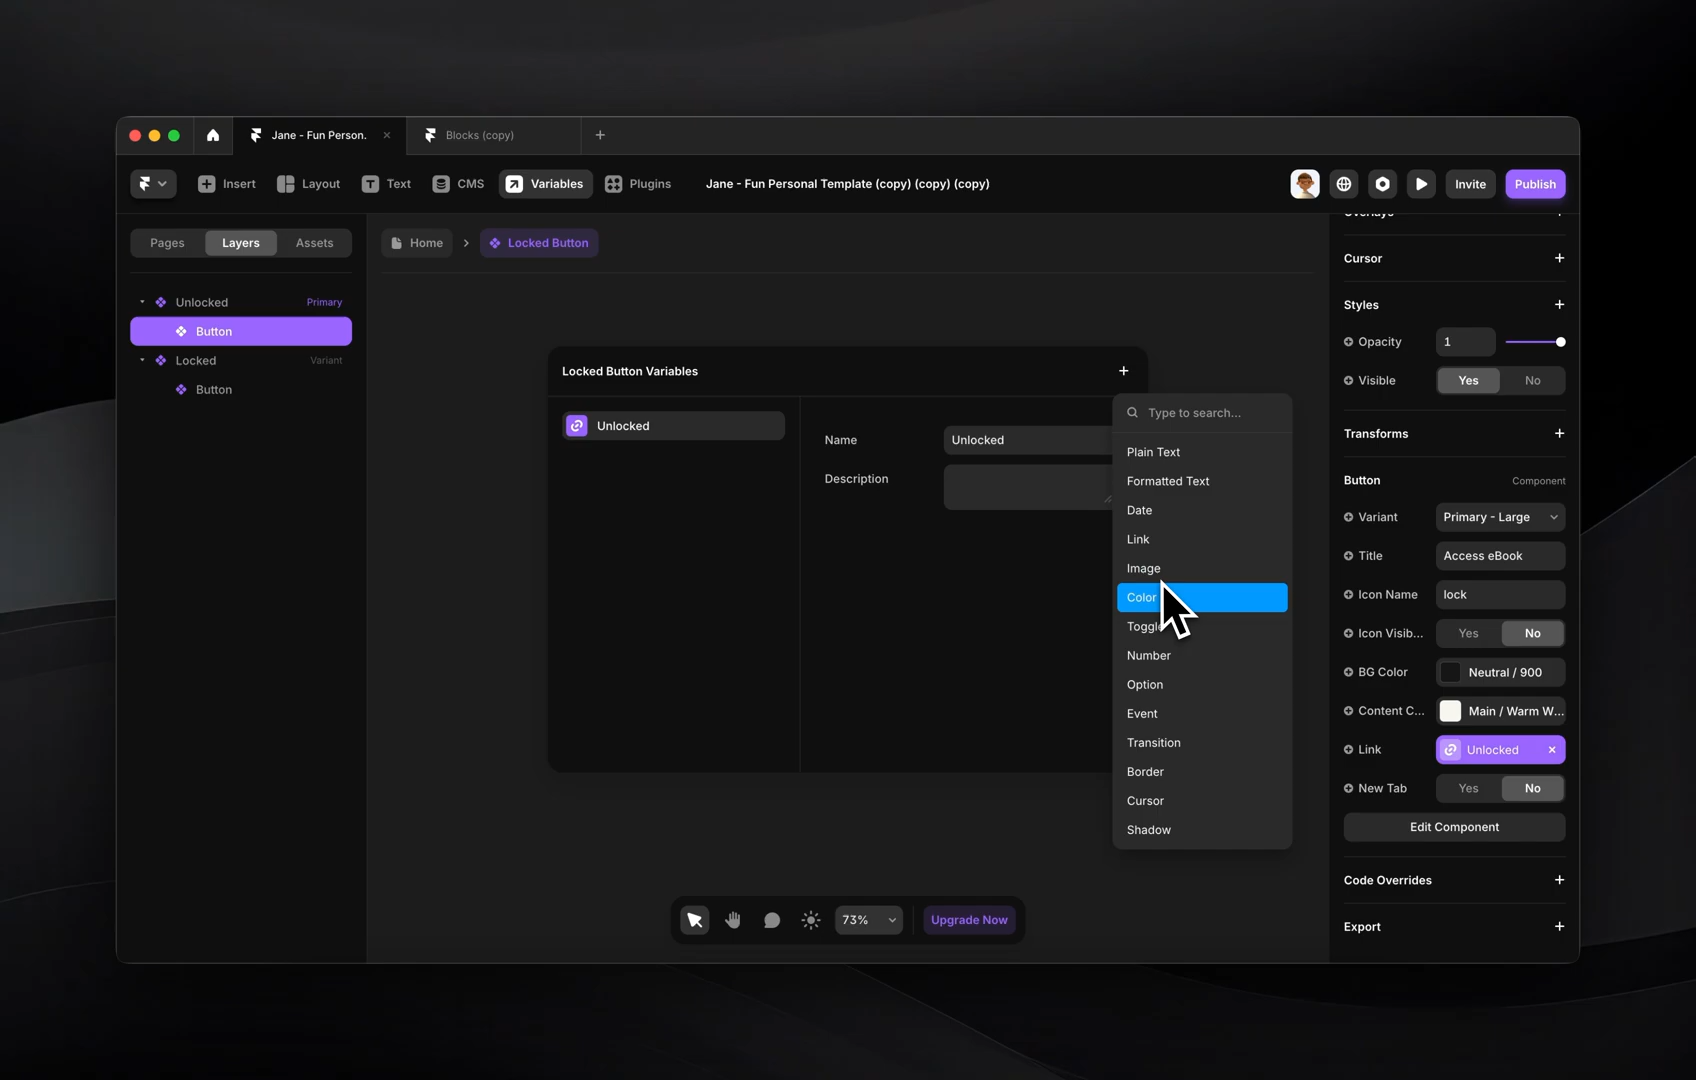 Jane - Fun Person.
Blocks (copy)
Insert
Layout
Text
CMS
Variables
Plugins
Jane - Fun Personal Template (copy) (copy) (copy)
Invite
Publish
Pages
Layers
Assets
Unlocked
Primary
Button
Locked
Variant
Button
Home
Locked Button
Locked Button Variables
Unlocked
Name
Unlocked
Description
Type to search...
Plain Text
Formatted Text
Date
Link
Image
Color
Toggle
Number
Option
Event
Transition
Border
Cursor
Shadow
73%
Upgrade Now
Overlays
Cursor
Styles
Opacity
1
Visible
Yes
No
Transforms
Button
Component
Variant
Primary - Large
Title
Access eBook
Icon Name
lock
Icon Visib...
Yes
No
BG Color
Neutral / 900
Content C...
Main / Warm W...
Link
Unlocked
New Tab
Yes
No
Edit Component
Code Overrides
Export